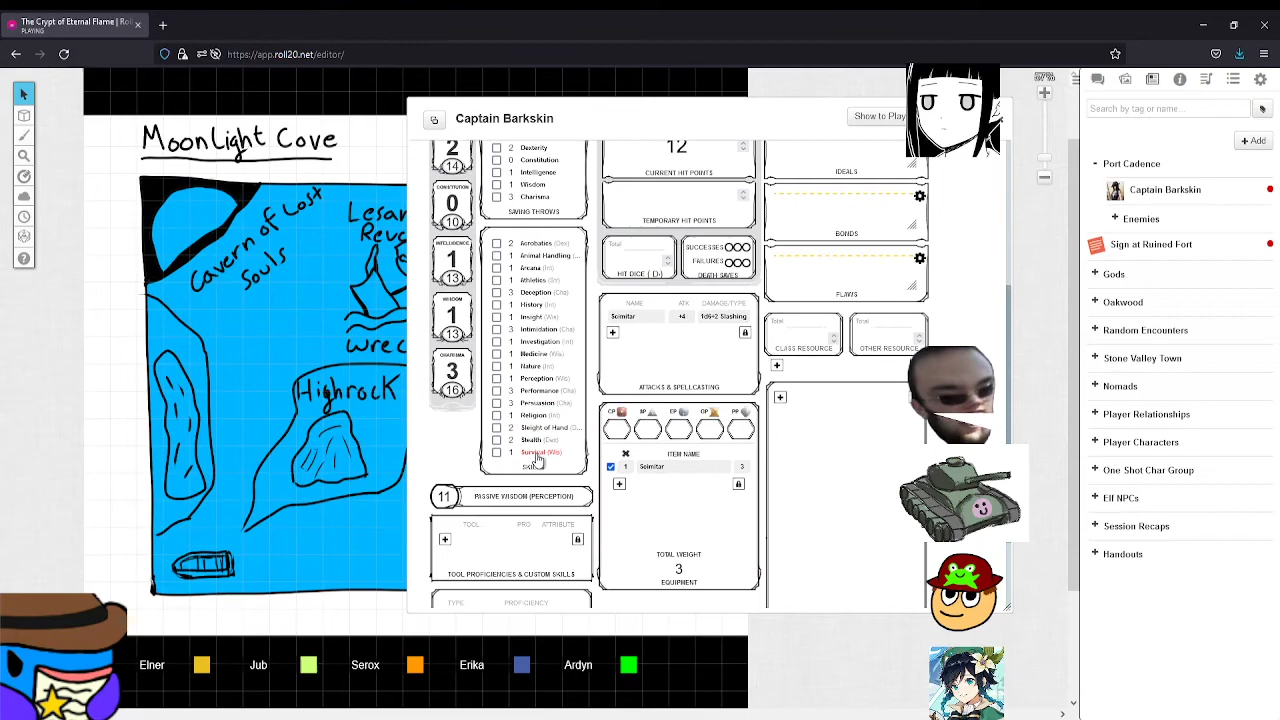 The Crypt of Eternal Flame | Rol
PLAYING
https://app.roll20.net/editor/
MoonLight Cove
Cavern of Lost
Souls
Highrock
Captain Barkskin
Show to Play
2
14
CONSTITUTION
0
10
INTELLIGENCE
1
13
WISDOM
1
13
CHARISMA
3
16
2 Dexterity
0 Constitution
1 Intelligence
1 Wisdom
3 Charisma
SAVING THROWS
2 Acrobatics (Dex)
1 Animal Handling (...
1 Arcana (Int)
1 Athletics (Str)
3 Deception (Cha)
1 History (Int)
1 Insight (Wis)
3 Intimidation (Cha)
1 Investigation (Int)
1 Medicine (Wis)
1 Nature (Int)
1 Perception (Wis)
3 Performance (Cha)
3 Persuasion (Cha)
1 Religion (Int)
2 Sleight of Hand (D...
2 Stealth (Dex)
1 Survival (Wis)
11 PASSIVE WISDOM (PERCEPTION)
TOOL PRO ATTRIBUTE
TOOL PROFICIENCIES & CUSTOM SKILLS
TYPE PROFICIENCY
12
CURRENT HIT POINTS
TEMPORARY HIT POINTS
Total
HIT DICE ( D )
SUCCESSES
FAILURES
DEATH SAVES
NAME ATK DAMAGE/TYPE
Scimitar +4 1d6+2 Slashing
ATTACKS & SPELLCASTING
CP SP EP GP PP
ITEM NAME
1 Scimitar 3
TOTAL WEIGHT
3
EQUIPMENT
IDEALS
BONDS
FLAWS
Total
CLASS RESOURCE
Total
OTHER RESOURCE
Search by tag or name...
Add
Port Cadence
Captain Barkskin
Enemies
Sign at Ruined Fort
Gods
Oakwood
Random Encounters
Stone Valley Town
Nomads
Player Relationships
Player Characters
One Shot Char Group
Elf NPCs
Session Recaps
Handouts
Elner
Jub
Serox
Erika
Ardyn